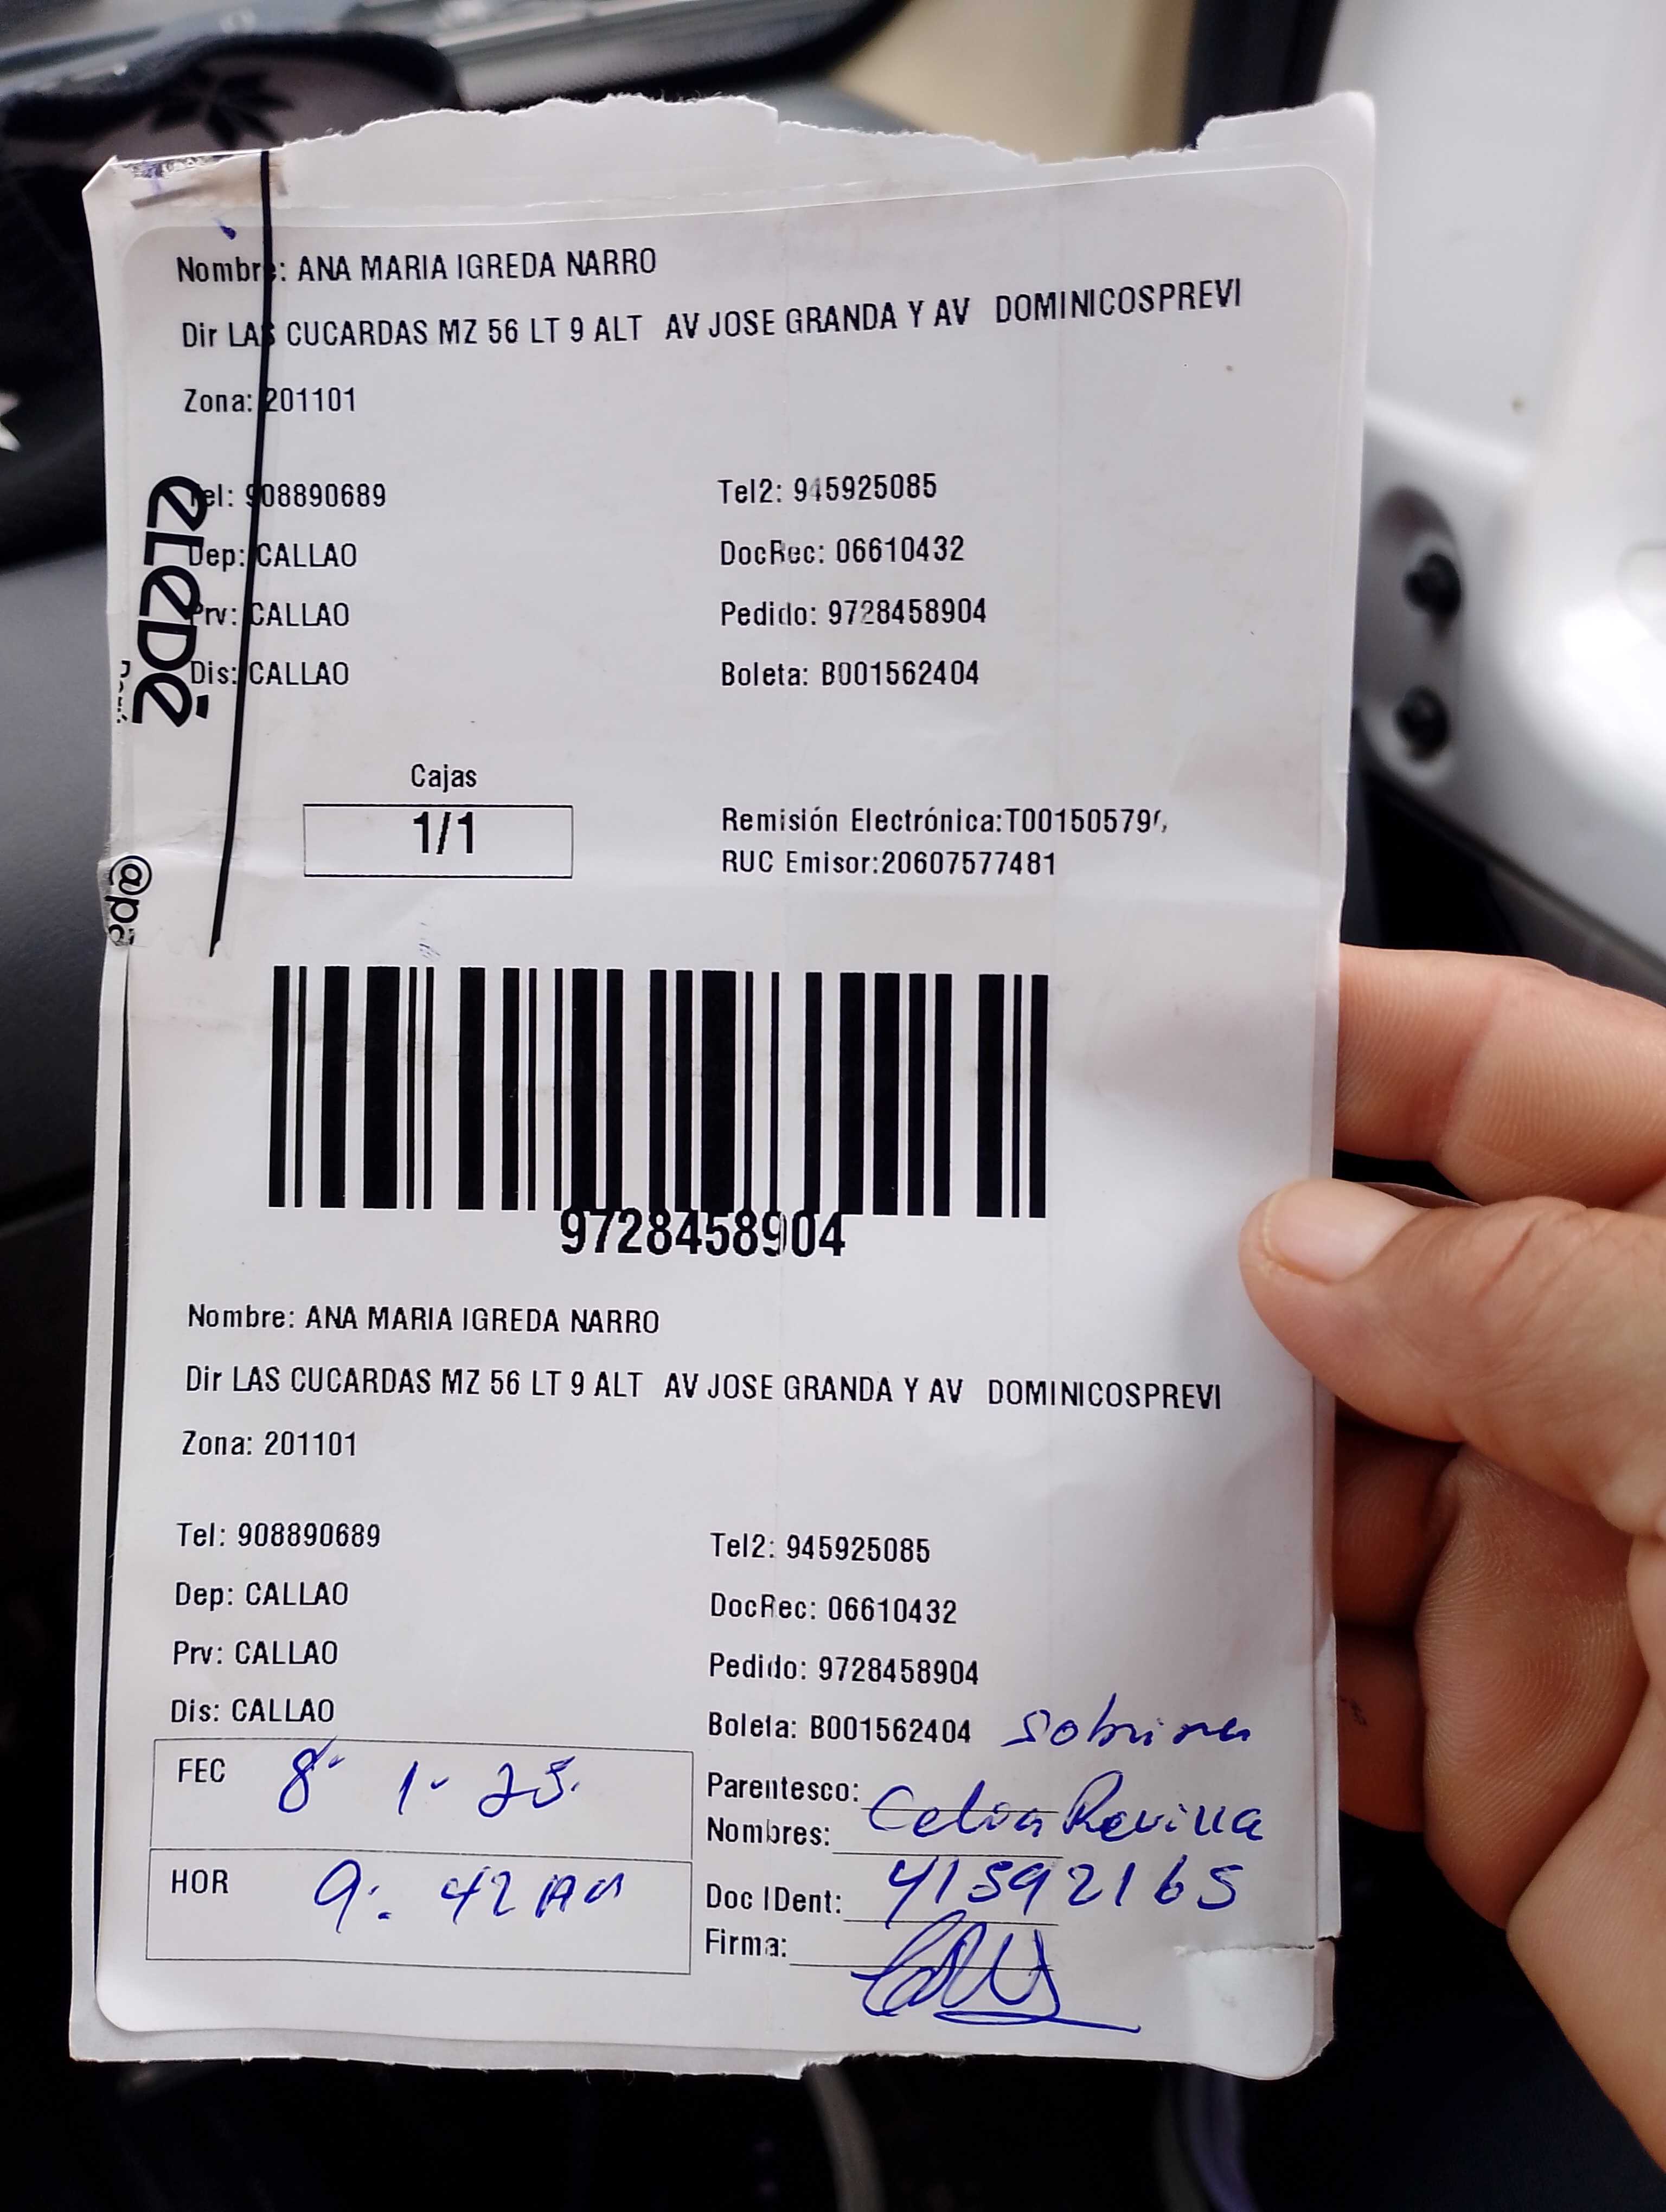 Nombre: ANA MARIA IGREDA NARRO
Dir LAS CUCARDAS MZ 56 LT 9 ALT AV JOSE GRANDA Y AV DOMINICOSPREVI
Zona: 201101
Tel: 908890689 Tel2: 945925085
Dep: CALLAO DocRec: 06610432
Prv: CALLAO Pedido: 9728458904
Dis: CALLAO Boleta: B001562404
eLeDé
Cajas
1/1
Remisión Electrónica:T00150579
RUC Emisor:20607577481
9728458904
Nombre: ANA MARIA IGREDA NARRO
Dir LAS CUCARDAS MZ 56 LT 9 ALT AV JOSE GRANDA Y AV DOMINICOSPREVI
Zona: 201101
Tel: 908890689 Tel2: 945925085
Dep: CALLAO DocRec: 06610432
Prv: CALLAO Pedido: 9728458904
Dis: CALLAO Boleta: B001562404 Sobrina
FEC 8- 1- 25. Parentesco:
Nombres: Celia Revilla
HOR 9: 42 AM Doc IDent: 41592165
Firma: